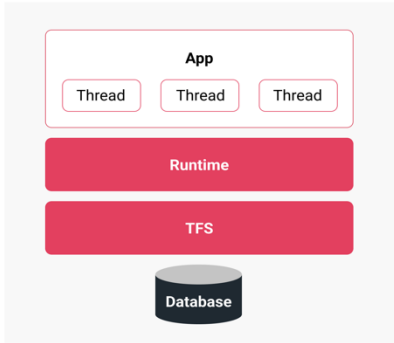 App
Thread Thread Thread
Runtime
TFS
Database